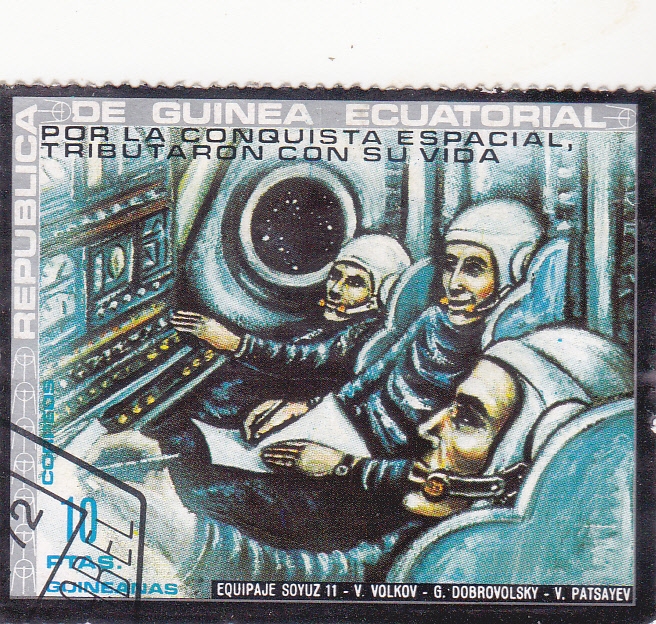 REPUBLICA DE GUINEA ECUATORIAL
POR LA CONQUISTA ESPACIAL,
TRIBUTARON CON SU VIDA
CORREOS
10
PTAS.
GUINEANAS
EQUIPAJE SOYUZ 11 - V. VOLKOV - G. DOBROVOLSKY - V. PATSAYEV
72